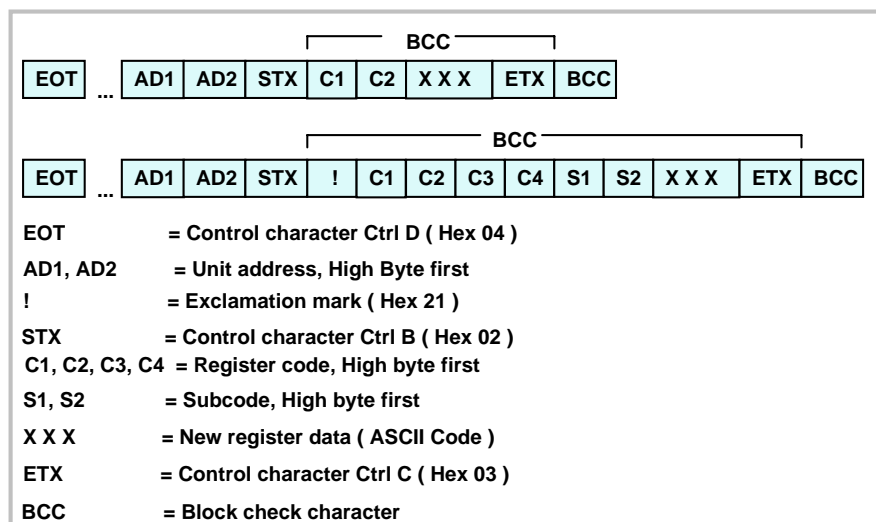 BCC
EOT ... AD1 AD2 STX C1 C2 X X X ETX BCC
BCC
EOT ... AD1 AD2 STX ! C1 C2 C3 C4 S1 S2 X X X ETX BCC
EOT = Control character Ctrl D ( Hex 04 )
AD1, AD2 = Unit address, High Byte first
! = Exclamation mark ( Hex 21 )
STX = Control character Ctrl B ( Hex 02 )
C1, C2, C3, C4 = Register code, High byte first
S1, S2 = Subcode, High byte first
X X X = New register data ( ASCII Code )
ETX = Control character Ctrl C ( Hex 03 )
BCC = Block check character